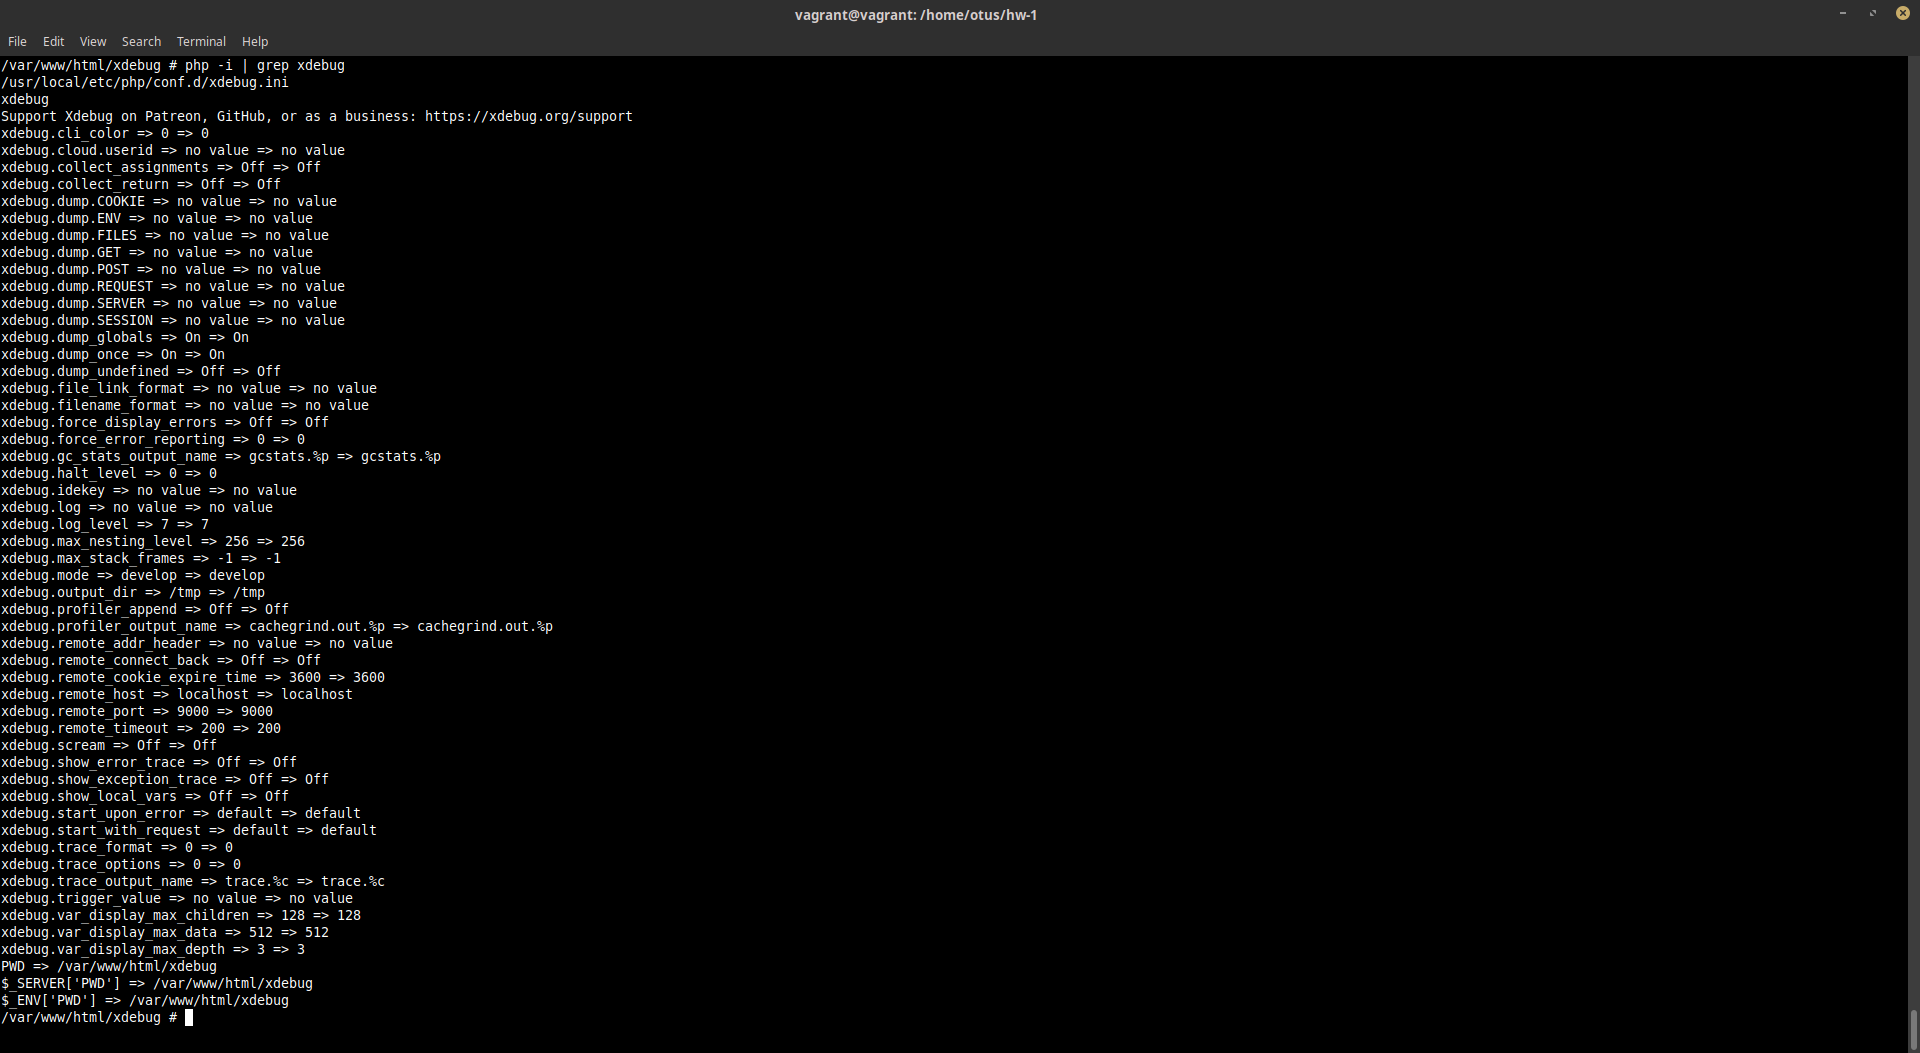 vagrant@vagrant: /home/otus/hw-1
File Edit View Search Terminal Help
/var/www/html/xdebug # php -i | grep xdebug
/usr/local/etc/php/conf.d/xdebug.ini
xdebug
Support Xdebug on Patreon, GitHub, or as a business: https://xdebug.org/support
xdebug.cli_color => 0 => 0
xdebug.cloud.userid => no value => no value
xdebug.collect_assignments => Off => Off
xdebug.collect_return => Off => Off
xdebug.dump.COOKIE => no value => no value
xdebug.dump.ENV => no value => no value
xdebug.dump.FILES => no value => no value
xdebug.dump.GET => no value => no value
xdebug.dump.POST => no value => no value
xdebug.dump.REQUEST => no value => no value
xdebug.dump.SERVER => no value => no value
xdebug.dump.SESSION => no value => no value
xdebug.dump_globals => On => On
xdebug.dump_once => On => On
xdebug.dump_undefined => Off => Off
xdebug.file_link_format => no value => no value
xdebug.filename_format => no value => no value
xdebug.force_display_errors => Off => Off
xdebug.force_error_reporting => 0 => 0
xdebug.gc_stats_output_name => gcstats.%p => gcstats.%p
xdebug.halt_level => 0 => 0
xdebug.idekey => no value => no value
xdebug.log => no value => no value
xdebug.log_level => 7 => 7
xdebug.max_nesting_level => 256 => 256
xdebug.max_stack_frames => -1 => -1
xdebug.mode => develop => develop
xdebug.output_dir => /tmp => /tmp
xdebug.profiler_append => Off => Off
xdebug.profiler_output_name => cachegrind.out.%p => cachegrind.out.%p
xdebug.remote_addr_header => no value => no value
xdebug.remote_connect_back => Off => Off
xdebug.remote_cookie_expire_time => 3600 => 3600
xdebug.remote_host => localhost => localhost
xdebug.remote_port => 9000 => 9000
xdebug.remote_timeout => 200 => 200
xdebug.scream => Off => Off
xdebug.show_error_trace => Off => Off
xdebug.show_exception_trace => Off => Off
xdebug.show_local_vars => Off => Off
xdebug.start_upon_error => default => default
xdebug.start_with_request => default => default
xdebug.trace_format => 0 => 0
xdebug.trace_options => 0 => 0
xdebug.trace_output_name => trace.%c => trace.%c
xdebug.trigger_value => no value => no value
xdebug.var_display_max_children => 128 => 128
xdebug.var_display_max_data => 512 => 512
xdebug.var_display_max_depth => 3 => 3
PWD => /var/www/html/xdebug
$_SERVER['PWD'] => /var/www/html/xdebug
$_ENV['PWD'] => /var/www/html/xdebug
/var/www/html/xdebug #